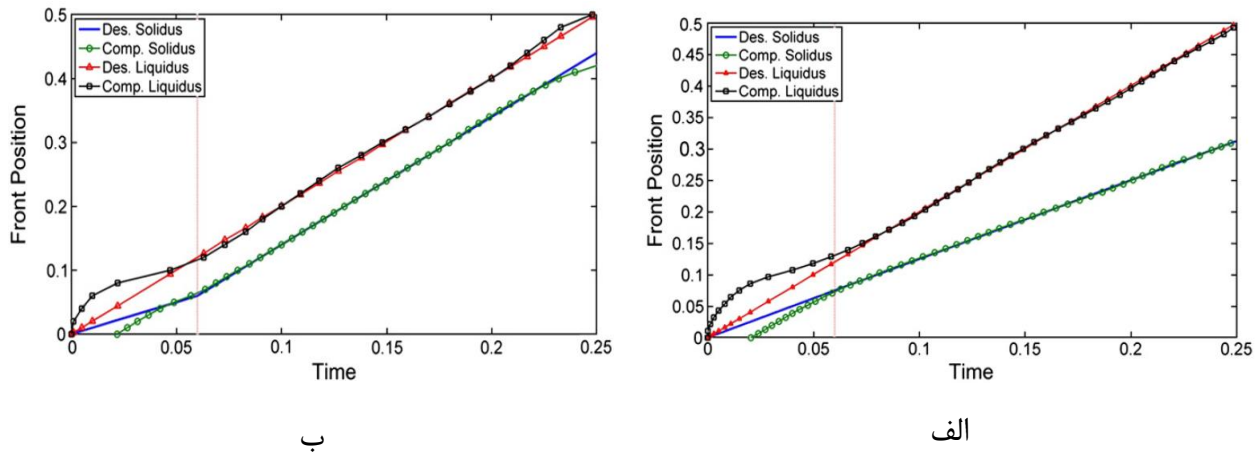 0.5
0.4
0.3
0.2
0.1
0
Front Position
Des. Solidus
Comp. Solidus
Des. Liquidus
Comp. Liquidus
0 0.05 0.1 0.15 0.2 0.25
Time
ب
0.5
0.45
0.4
0.35
0.3
0.25
0.2
0.15
0.1
0.05
0
Front Position
Des. Solidus
Comp. Solidus
Des. Liquidus
Comp. Liquidus
0 0.05 0.1 0.15 0.2 0.25
Time
الف